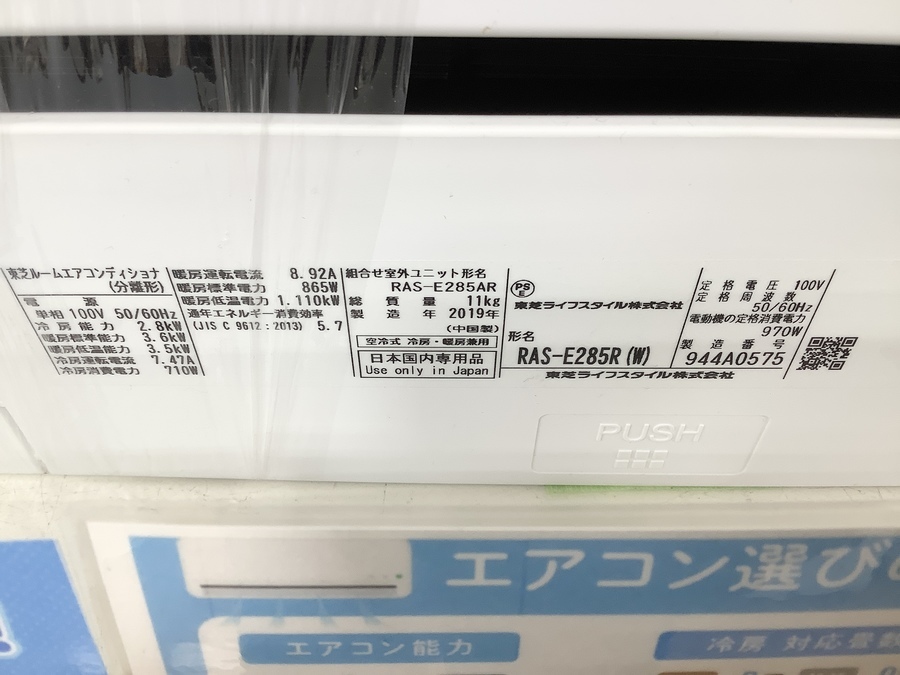 東芝ルームエアコンディショナ
(分離形)
電 源
単相 100V 50/60Hz
冷房能力 2.8kW
暖房標準能力 3.6kW
暖房低温能力 3.5kW
冷房運転電流 7.47A
冷房消費電力 710W
暖房運転電流 8.92A
暖房標準電力 865W
暖房低温電力 1.110kW
通年エネルギー消費効率
(JIS C 9612:2013) 5.7
組合せ室外ユニット形名
RAS-E285AR
総質量 11kg
製造年 2019年
(中国製)
空冷式 冷房・暖房兼用
日本国内専用品
Use only in Japan
PS
E
東芝ライフスタイル株式会社
形名
RAS-E285R(W)
定格電圧 100V
定格周波数
50/60Hz
電動機の定格消費電力
970W
製造番号
944A0575
東芝ライフスタイル株式会社
PUSH
エアコン選び
エアコン能力
冷房 対応畳数